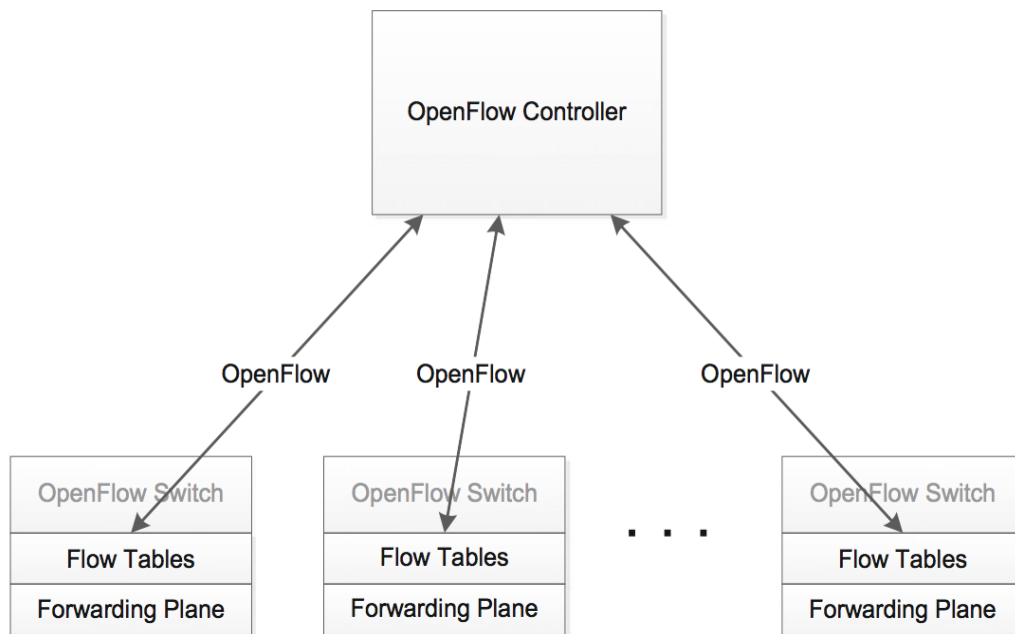 OpenFlow Controller
OpenFlow
OpenFlow
OpenFlow
OpenFlow Switch
OpenFlow Switch
OpenFlow Switch
. . .
Flow Tables
Flow Tables
Flow Tables
Forwarding Plane
Forwarding Plane
Forwarding Plane